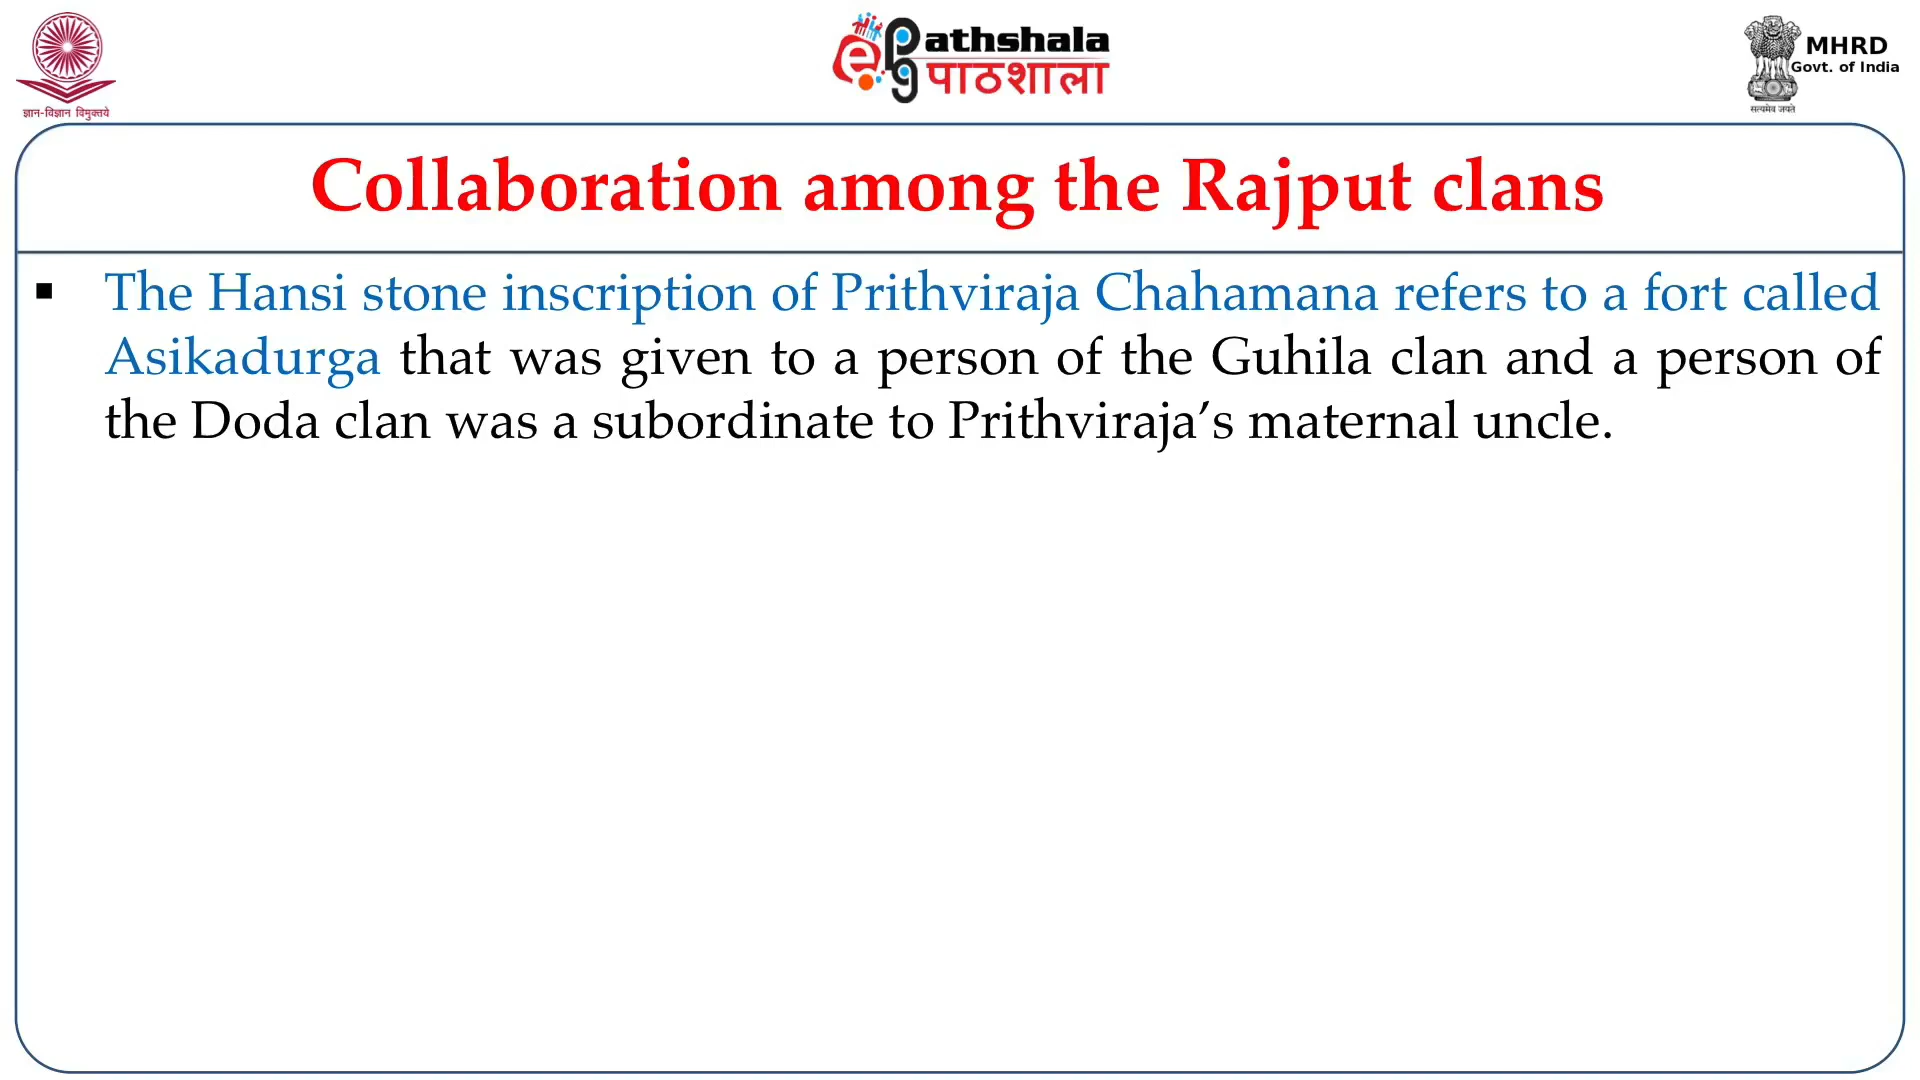 ज्ञान-विज्ञान विमुक्तये
ePG Pathshala
पाठशाला
MHRD
Govt. of India
सत्यमेव जयते
Collaboration among the Rajput clans
▪ The Hansi stone inscription of Prithviraja Chahamana refers to a fort called
Asikadurga that was given to a person of the Guhila clan and a person of
the Doda clan was a subordinate to Prithviraja’s maternal uncle.